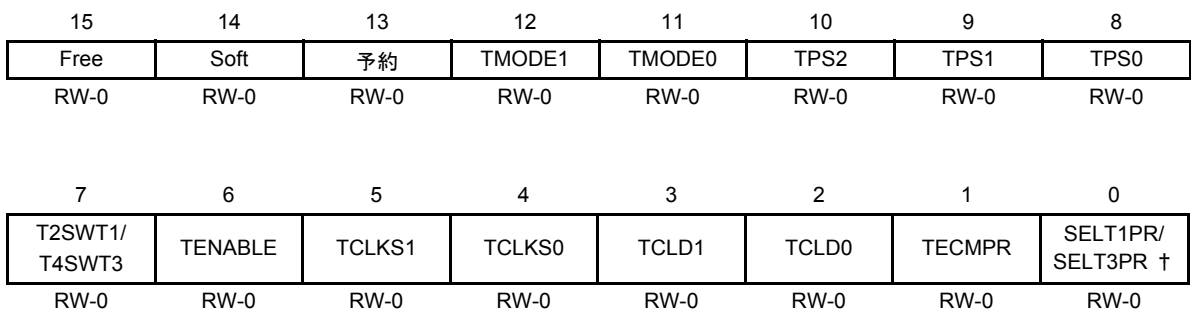 15 14 13 12 11 10 9 8
Free Soft 予約 TMODE1 TMODE0 TPS2 TPS1 TPS0
RW-0 RW-0 RW-0 RW-0 RW-0 RW-0 RW-0 RW-0
7 6 5 4 3 2 1 0
T2SWT1/
T4SWT3 TENABLE TCLKS1 TCLKS0 TCLD1 TCLD0 TECMPR SELT1PR/
SELT3PR †
RW-0 RW-0 RW-0 RW-0 RW-0 RW-0 RW-0 RW-0